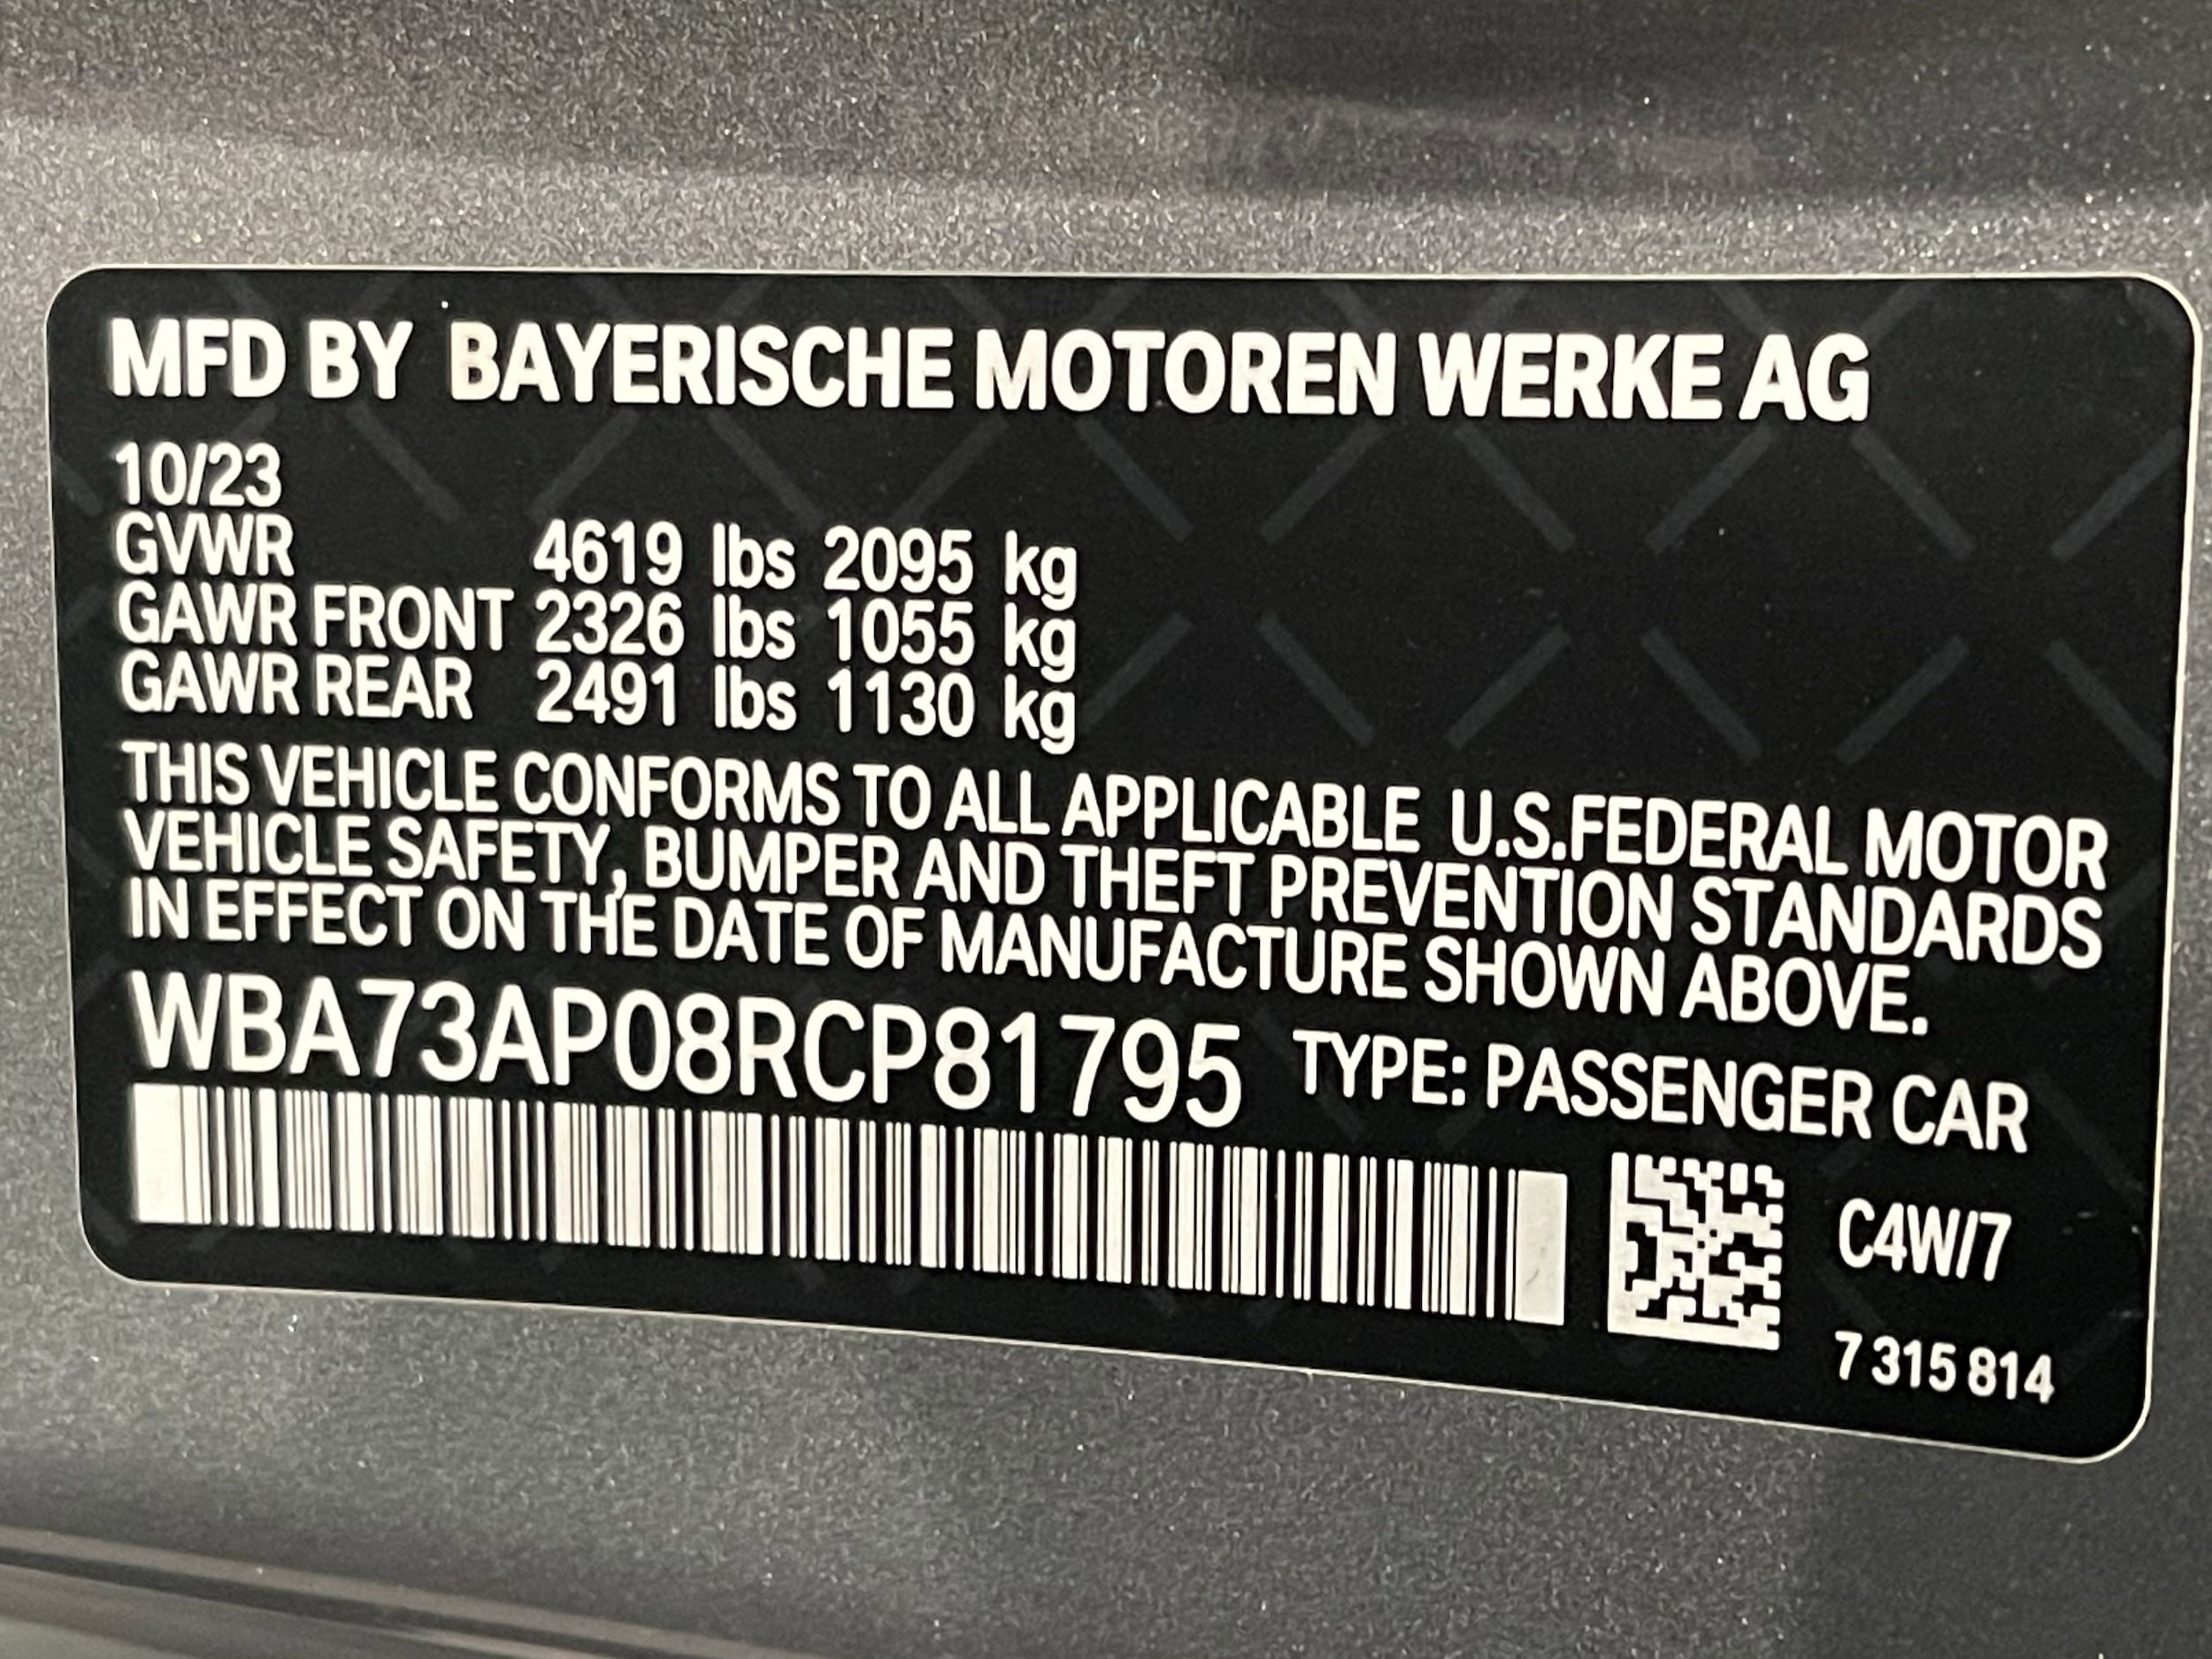 MFD BY BAYERISCHE MOTOREN WERKE AG
10/23
GVWR 4619 lbs 2095 kg
GAWR FRONT 2326 lbs 1055 kg
GAWR REAR 2491 lbs 1130 kg
THIS VEHICLE CONFORMS TO ALL APPLICABLE U.S.FEDERAL MOTOR
VEHICLE SAFETY, BUMPER AND THEFT PREVENTION STANDARDS
IN EFFECT ON THE DATE OF MANUFACTURE SHOWN ABOVE.
WBA73AP08RCP81795 TYPE: PASSENGER CAR
C4W/7
7 315 814